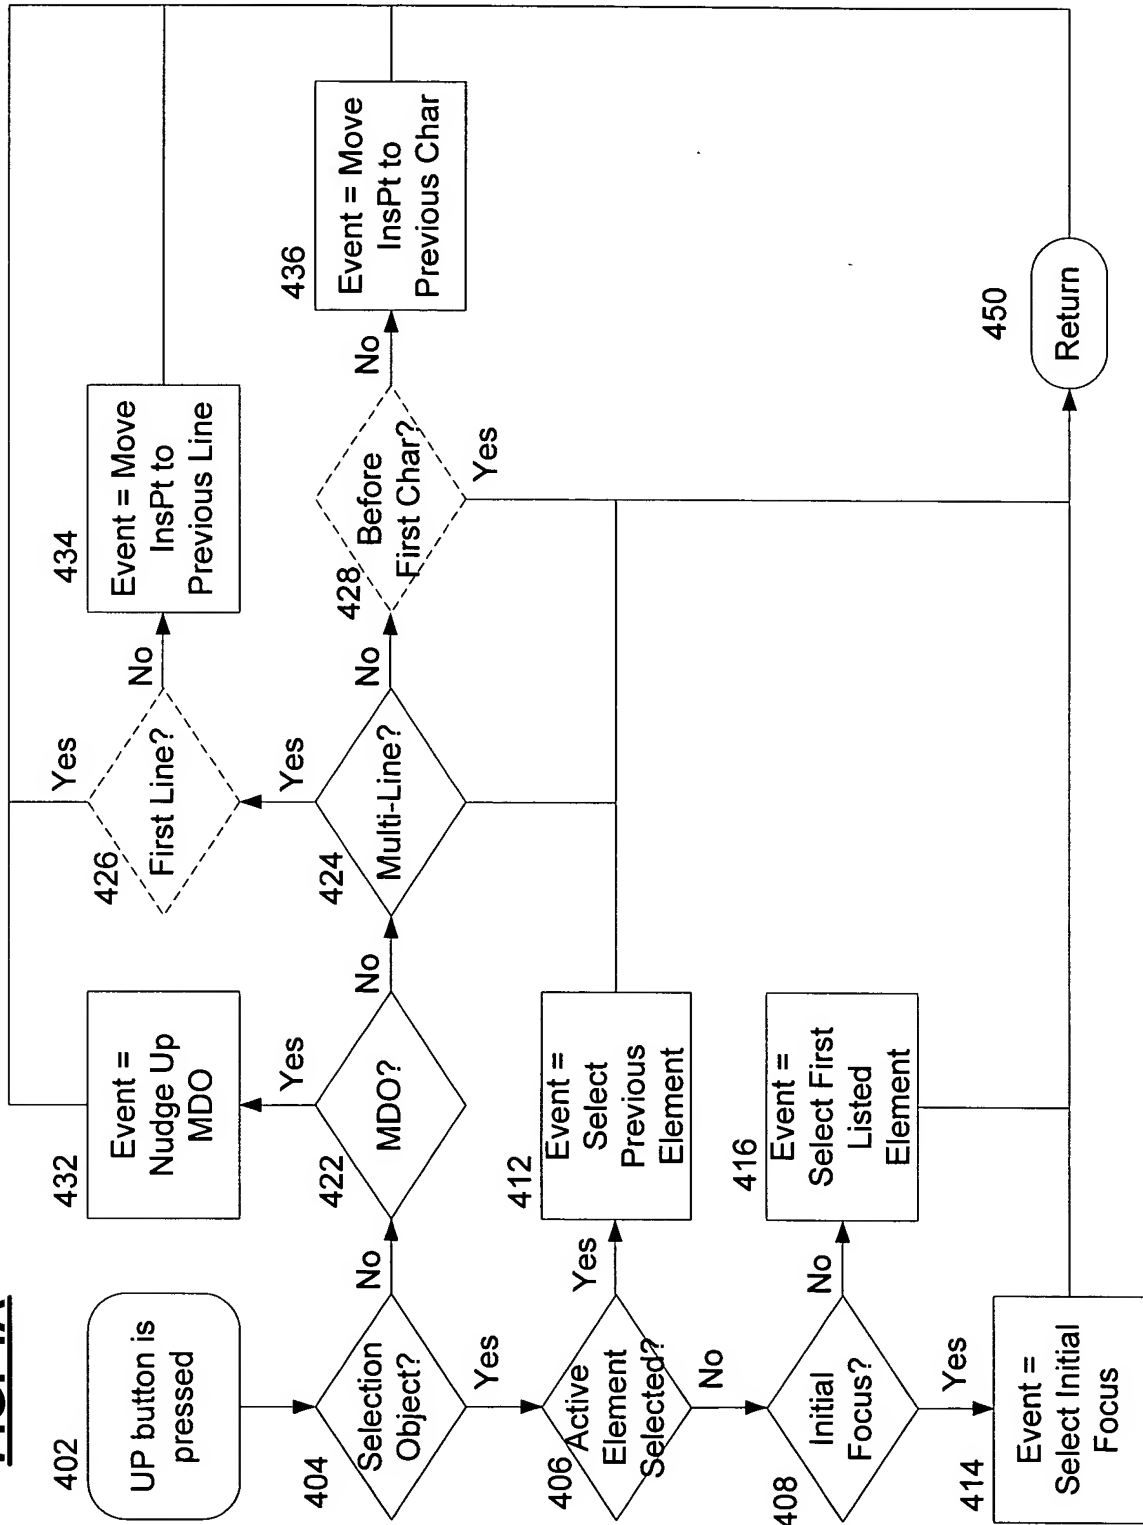 402
UP button is
pressed
404
Selection
Object?
No
Yes
406
Active
Element
Selected?
Yes
No
408
Initial
Focus?
No
Yes
414
Event =
Select Initial
Focus
432
Event =
Nudge Up
MDO
Yes
422
MDO?
No
412
Event =
Select
Previous
Element
416
Event =
Select First
Listed
Element
426
First Line?
Yes
No
Yes
424
Multi-Line?
No
434
Event = Move
InsPt to
Previous Line
428
Before
First Char?
No
Yes
436
Event = Move
InsPt to
Previous Char
450
Return